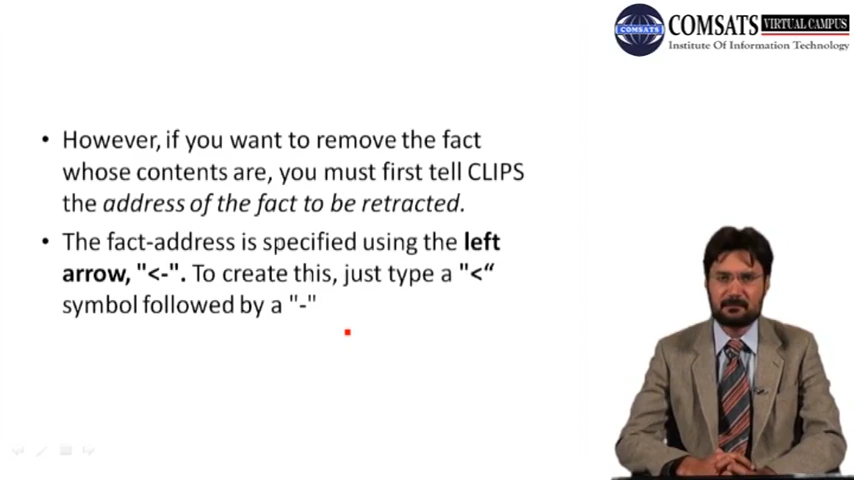 COMSATS
COMSATS VIRTUAL CAMPUS
Institute Of Information Technology
• However, if you want to remove the fact
whose contents are, you must first tell CLIPS
the address of the fact to be retracted.
• The fact-address is specified using the left
arrow, "<-". To create this, just type a "<“
symbol followed by a "-"